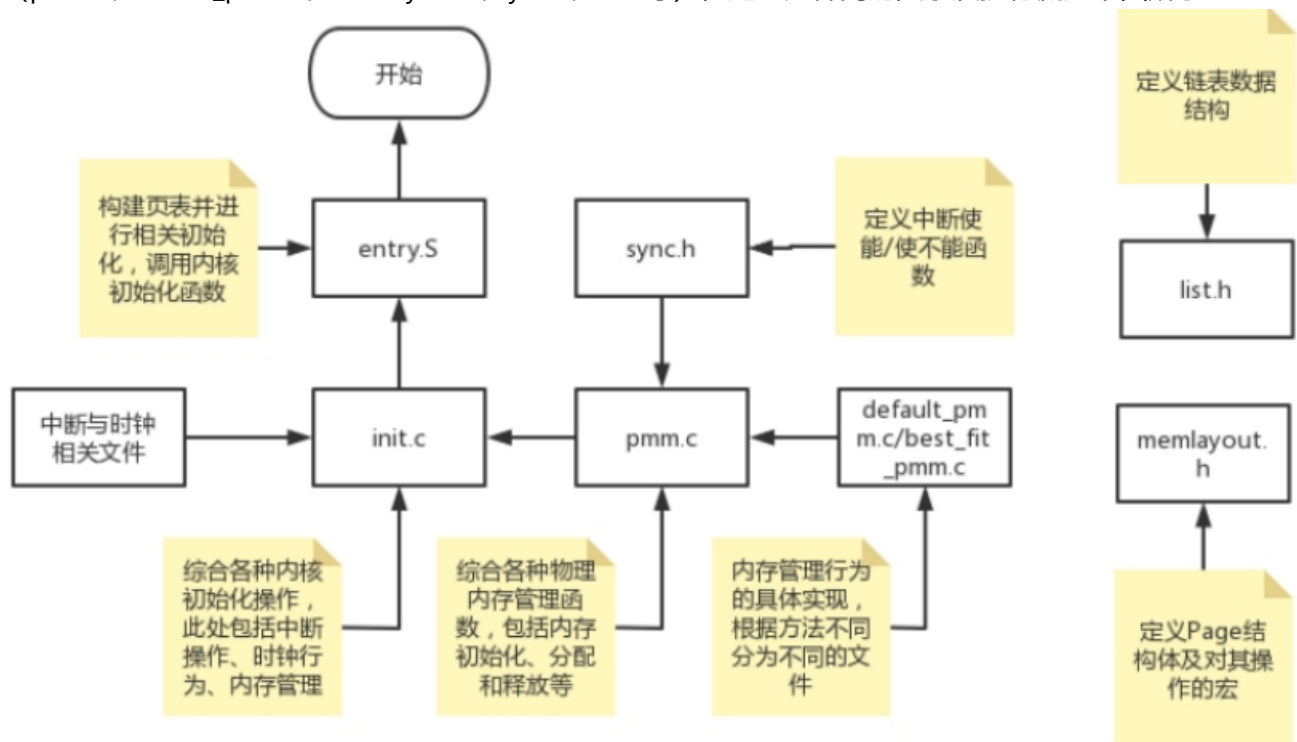 开始
定义链表数据
结构
构建页表并进
行相关初始
化，调用内核
初始化函数
entry.S
sync.h
定义中断使
能/使不能函
数
list.h
中断与时钟
相关文件
init.c
pmm.c
default_pm
m.c/best_fit
_pmm.c
memlayout.
h
综合各种内核
初始化操作，
此处包括中断
操作、时钟行
为、内存管理
综合各种物理
内存管理函
数，包括内存
初始化、分配
和释放等
内存管理行为
的具体实现，
根据方法不同
分为不同的文
件
定义Page结
构体及对其操
作的宏